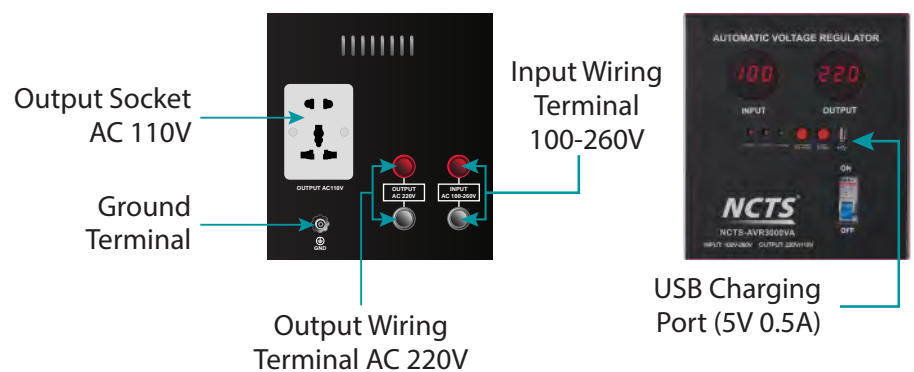 Output Socket
AC 110V
Ground
Terminal
OUTPUT AC110V
GND
OUTPUT
AC 220V
INPUT
AC 100-260V
Output Wiring
Terminal AC 220V
Input Wiring
Terminal
100-260V
AUTOMATIC VOLTAGE REGULATOR
100
220
INPUT
OUTPUT
ON
OFF
NCTS
NCTS-AVR3000VA
INPUT: 100V-260V OUTPUT: 220V/110V
USB Charging
Port (5V 0.5A)